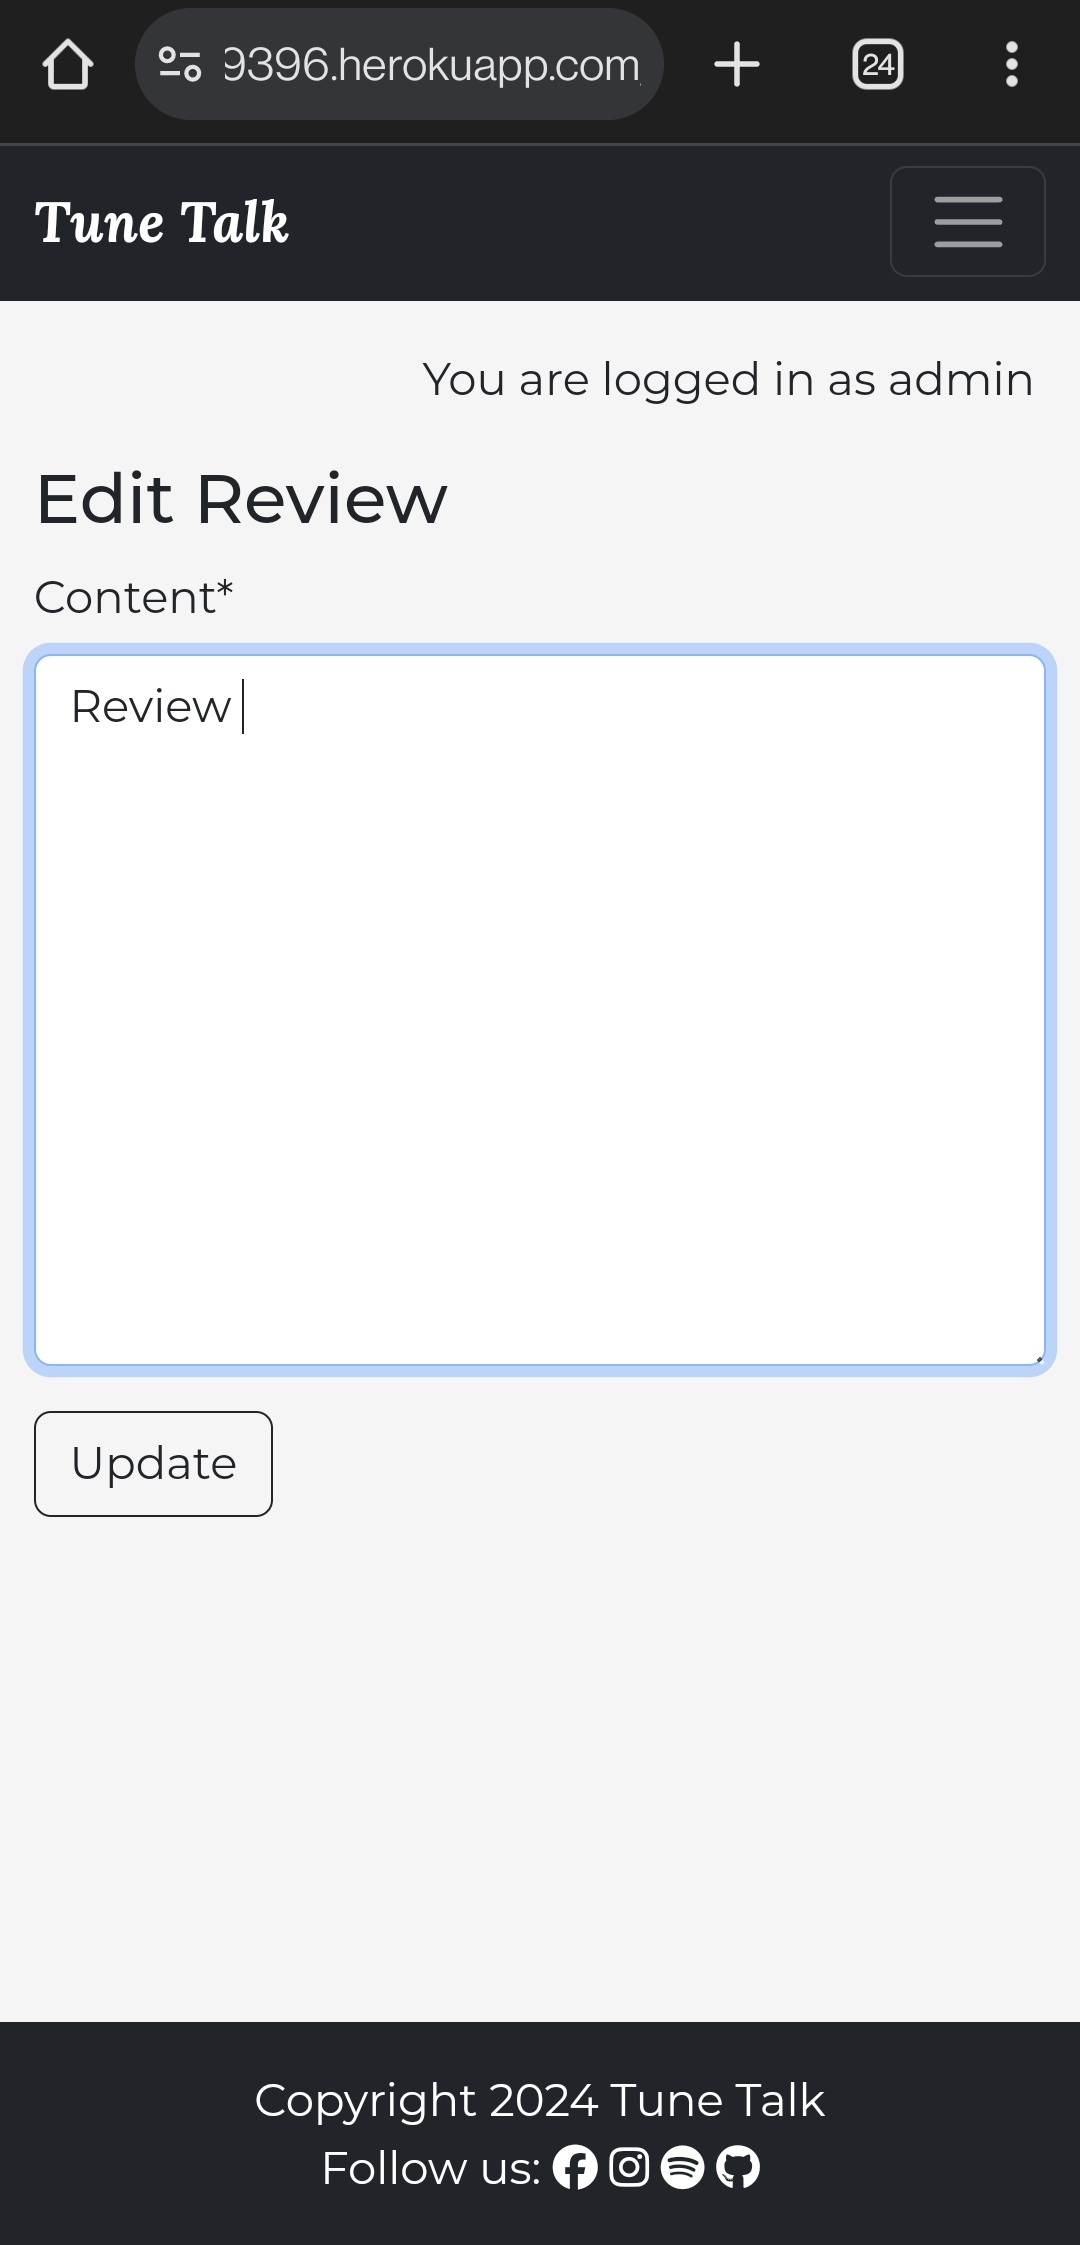 9396.herokuapp.com
24
Tune Talk
You are logged in as admin
Edit Review
Content*
Review
Update
Copyright 2024 Tune Talk
Follow us: